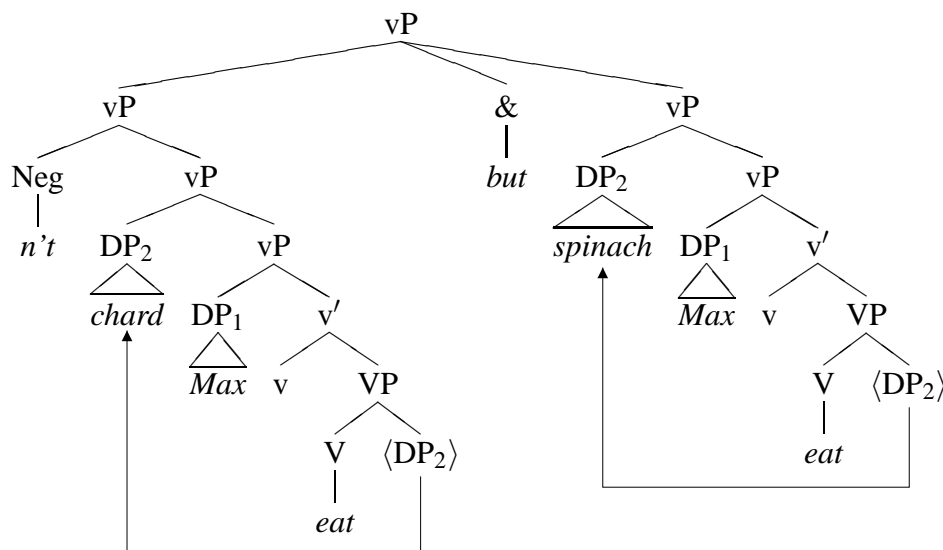 vP
vP & vP
Neg vP but DP₂ vP
n't DP₂ vP spinach DP₁ v′
chard DP₁ v′ Max v VP
Max v VP V ⟨DP₂⟩
V ⟨DP₂⟩ eat
eat